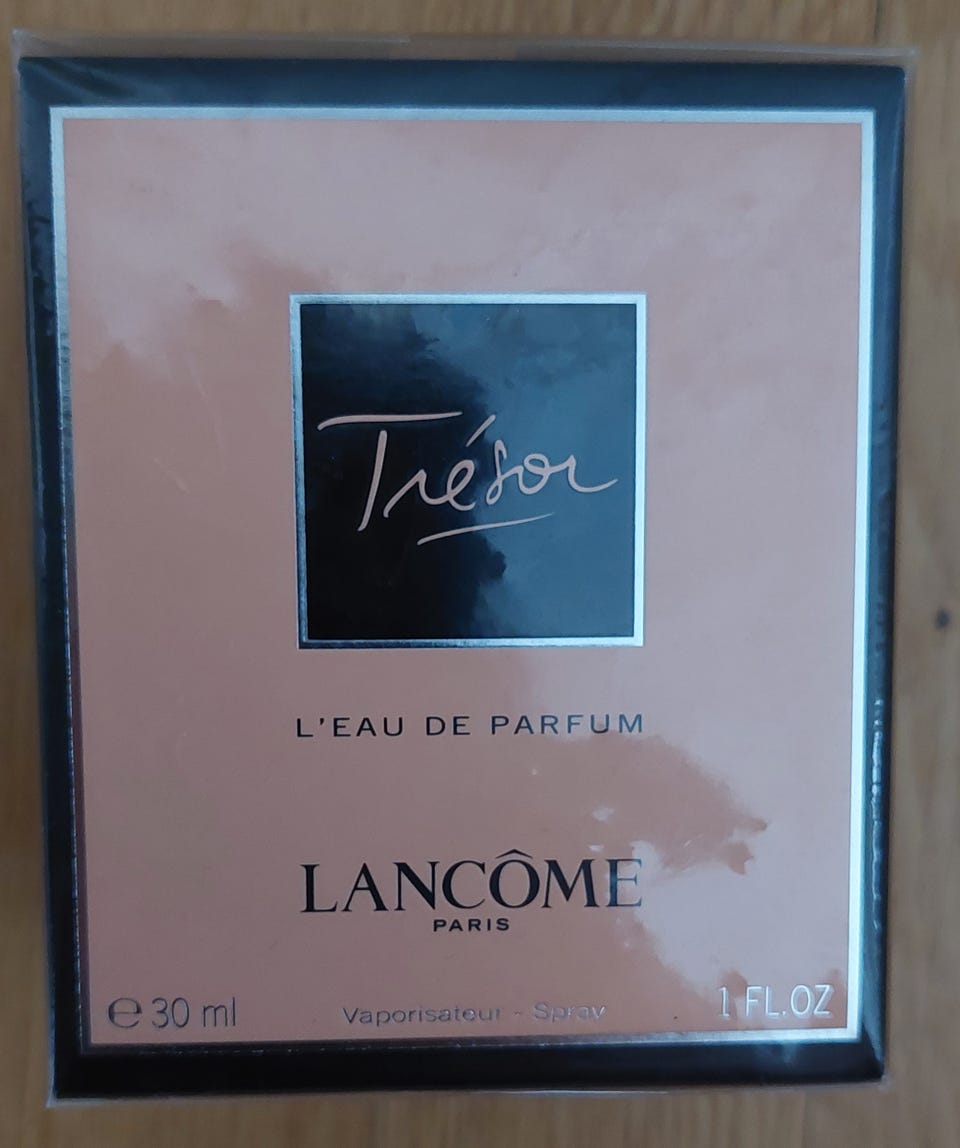 Trésor
L'EAU DE PARFUM
LANCÔME
PARIS
℮ 30 ml Vaporisateur - Spray 1 FL.OZ